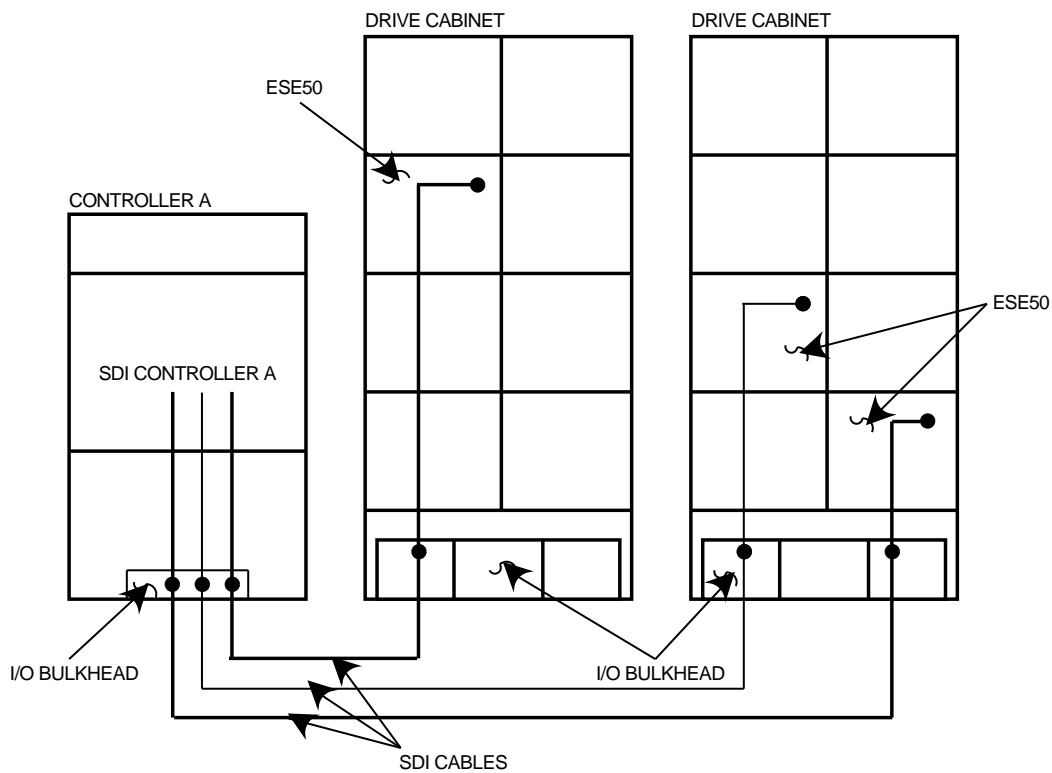 DRIVE CABINET
DRIVE CABINET
ESE50
CONTROLLER A
ESE50
SDI CONTROLLER A
I/O BULKHEAD
I/O BULKHEAD
SDI CABLES